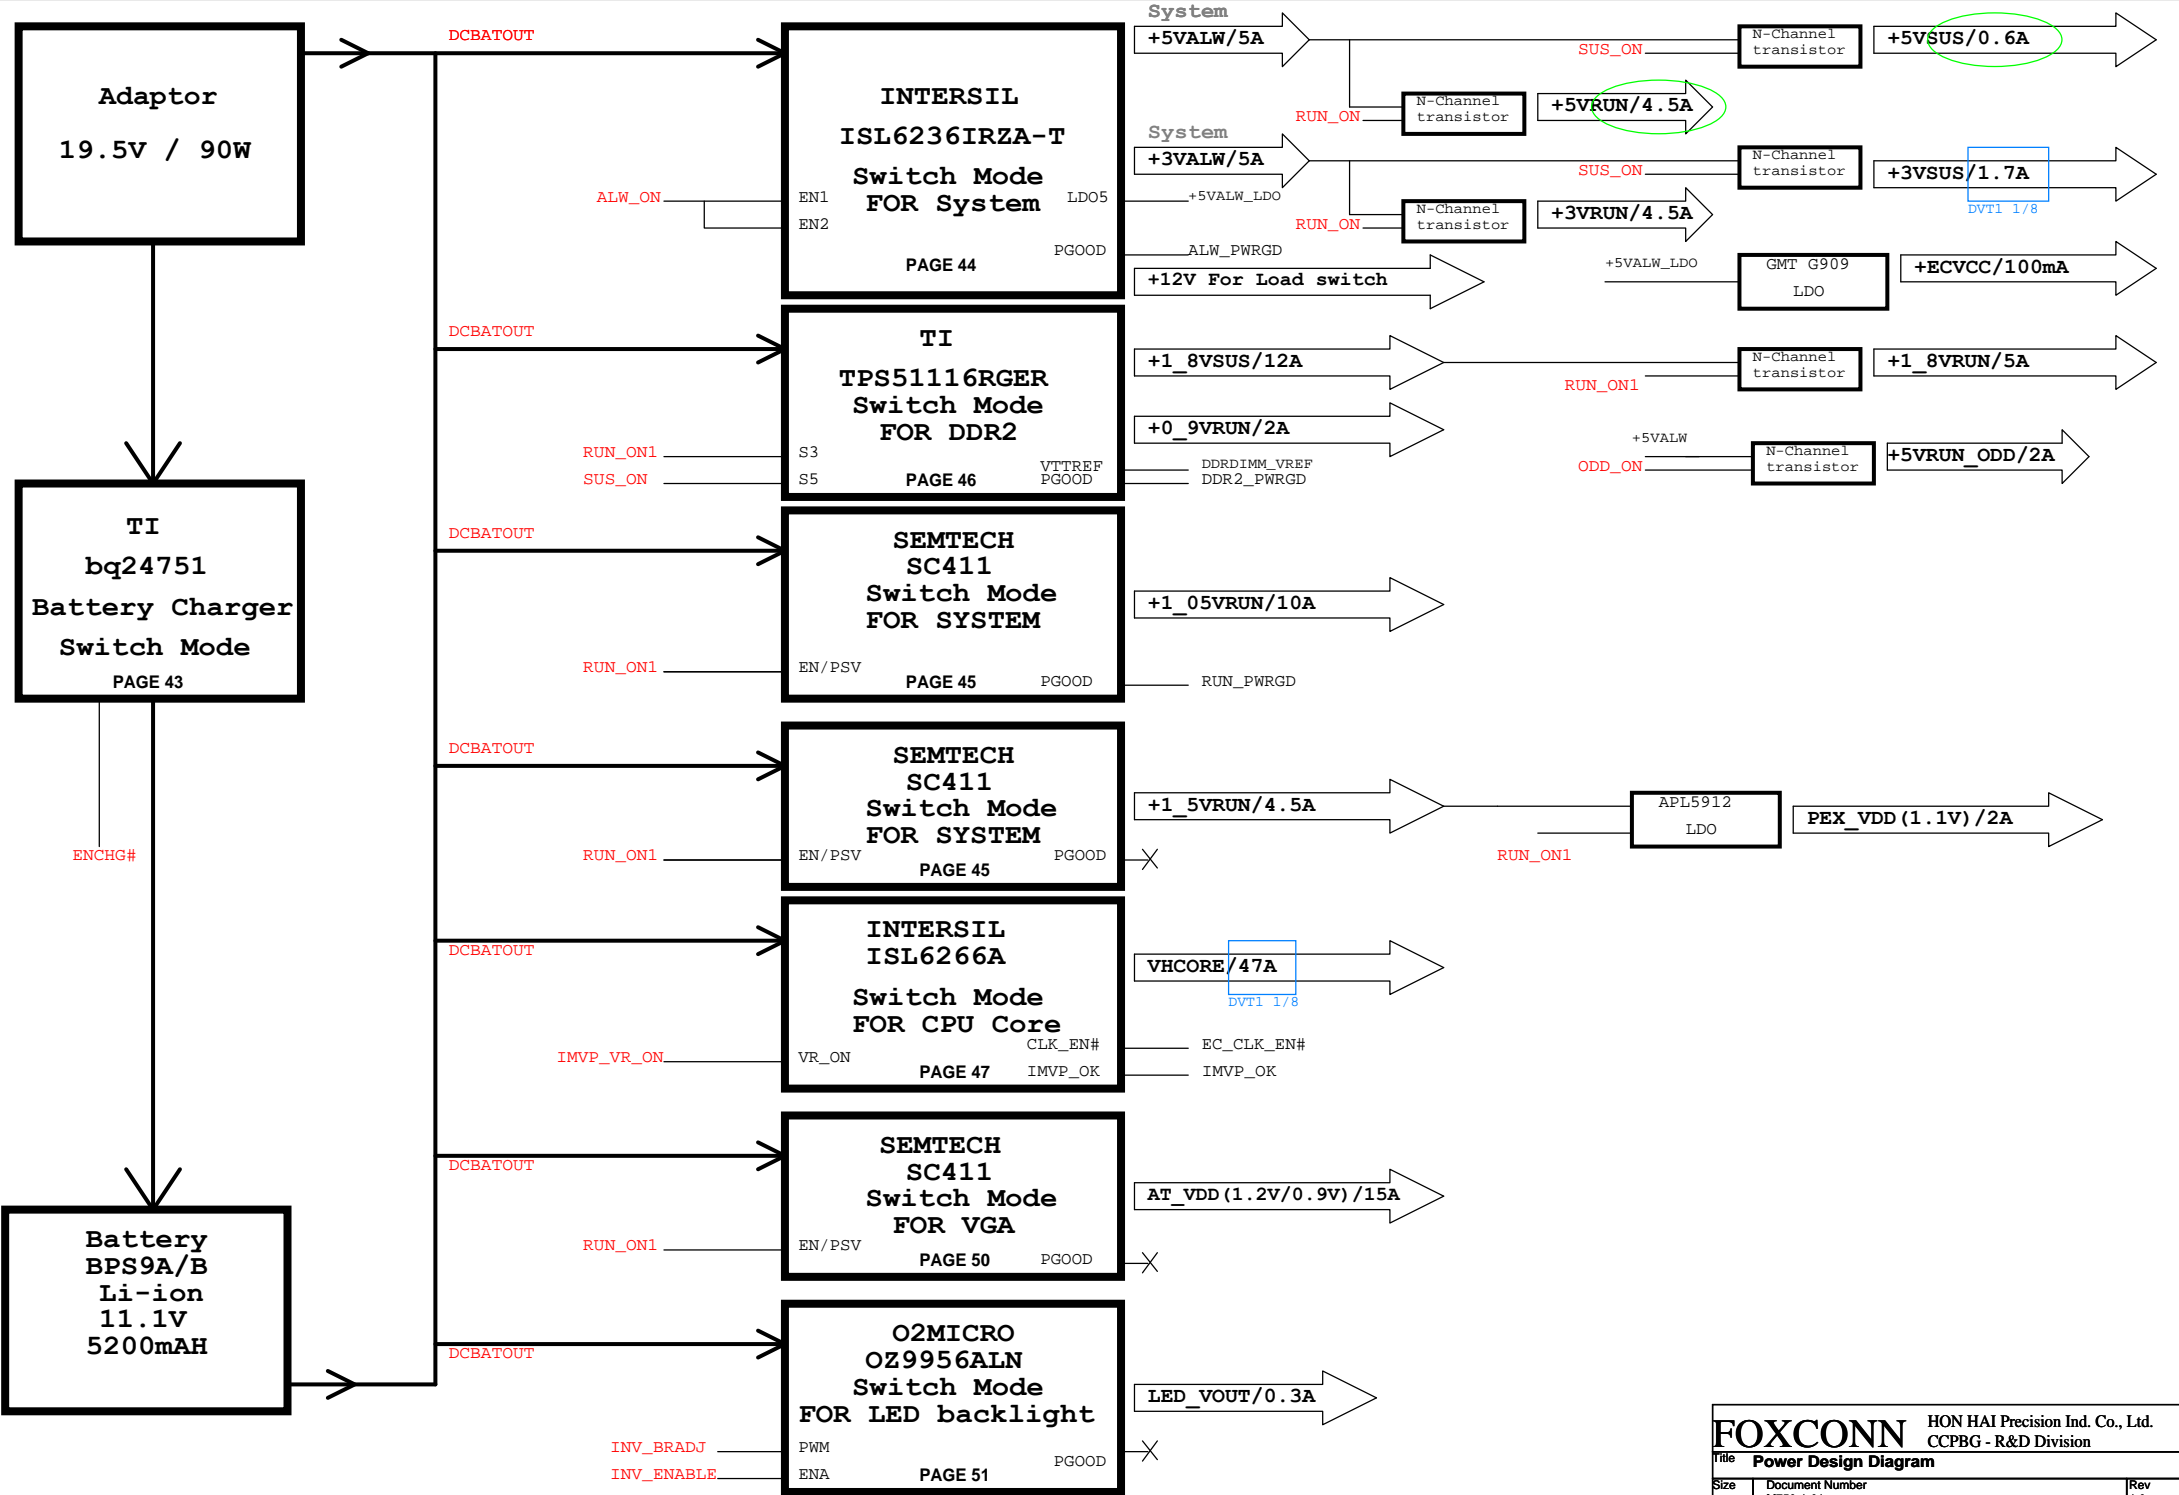 Adaptor
19.5V / 90W
TI
bq24751
Battery Charger
Switch Mode
PAGE 43
ENCHG#
Battery
BPS9A/B
Li-ion
11.1V
5200mAH
DCBATOUT
INTERSIL
ISL6236IRZA-T
Switch Mode
FOR System
ALW_ON
EN1
EN2
LDO5
PGOOD
PAGE 44
System
+5VALW/5A
SUS_ON
N-Channel
transistor
+5VSUS/0.6A
RUN_ON
N-Channel
transistor
+5VRUN/4.5A
System
+3VALW/5A
SUS_ON
N-Channel
transistor
+3VSUS/1.7A
DVT1 1/8
+5VALW_LDO
RUN_ON
N-Channel
transistor
+3VRUN/4.5A
ALW_PWRGD
+12V For Load switch
+5VALW_LDO
GMT G909
LDO
+ECVCC/100mA
DCBATOUT
TI
TPS51116RGER
Switch Mode
FOR DDR2
RUN_ON1
SUS_ON
S3
S5
VTTREF
PGOOD
PAGE 46
+1_8VSUS/12A
RUN_ON1
N-Channel
transistor
+1_8VRUN/5A
+0_9VRUN/2A
DDRDIMM_VREF
DDR2_PWRGD
+5VALW
ODD_ON
N-Channel
transistor
+5VRUN_ODD/2A
DCBATOUT
SEMTECH
SC411
Switch Mode
FOR SYSTEM
RUN_ON1
EN/PSV
PAGE 45
PGOOD
+1_05VRUN/10A
RUN_PWRGD
DCBATOUT
SEMTECH
SC411
Switch Mode
FOR SYSTEM
RUN_ON1
EN/PSV
PAGE 45
PGOOD
+1_5VRUN/4.5A
RUN_ON1
APL5912
LDO
PEX_VDD(1.1V)/2A
DCBATOUT
INTERSIL
ISL6266A
Switch Mode
FOR CPU Core
IMVP_VR_ON
VR_ON
CLK_EN#
IMVP_OK
PAGE 47
VHCORE/47A
DVT1 1/8
EC_CLK_EN#
IMVP_OK
DCBATOUT
SEMTECH
SC411
Switch Mode
FOR VGA
RUN_ON1
EN/PSV
PAGE 50
PGOOD
AT_VDD(1.2V/0.9V)/15A
DCBATOUT
O2MICRO
OZ9956ALN
Switch Mode
FOR LED backlight
INV_BRADJ
INV_ENABLE
PWM
ENA
PAGE 51
PGOOD
LED_VOUT/0.3A
FOXCONN
HON HAI Precision Ind. Co., Ltd.
CCPBG - R&D Division
Title
Power Design Diagram
Size
Document Number
Rev